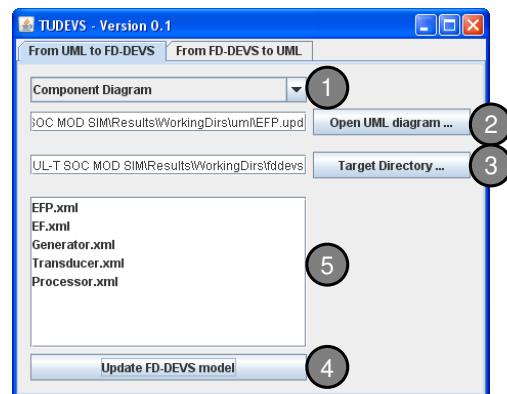 TUDEVS - Version 0.1
From UML to FD-DEVS From FD-DEVS to UML
Component Diagram 1
SOC MOD SIM\Results\WorkingDirs\uml\EFP.upd Open UML diagram ... 2
UL-T SOC MOD SIM\Results\WorkingDirs\fddevs Target Directory ... 3
EFP.xml
EF.xml
Generator.xml
Transducer.xml
Processor.xml
5
Update FD-DEVS model 4